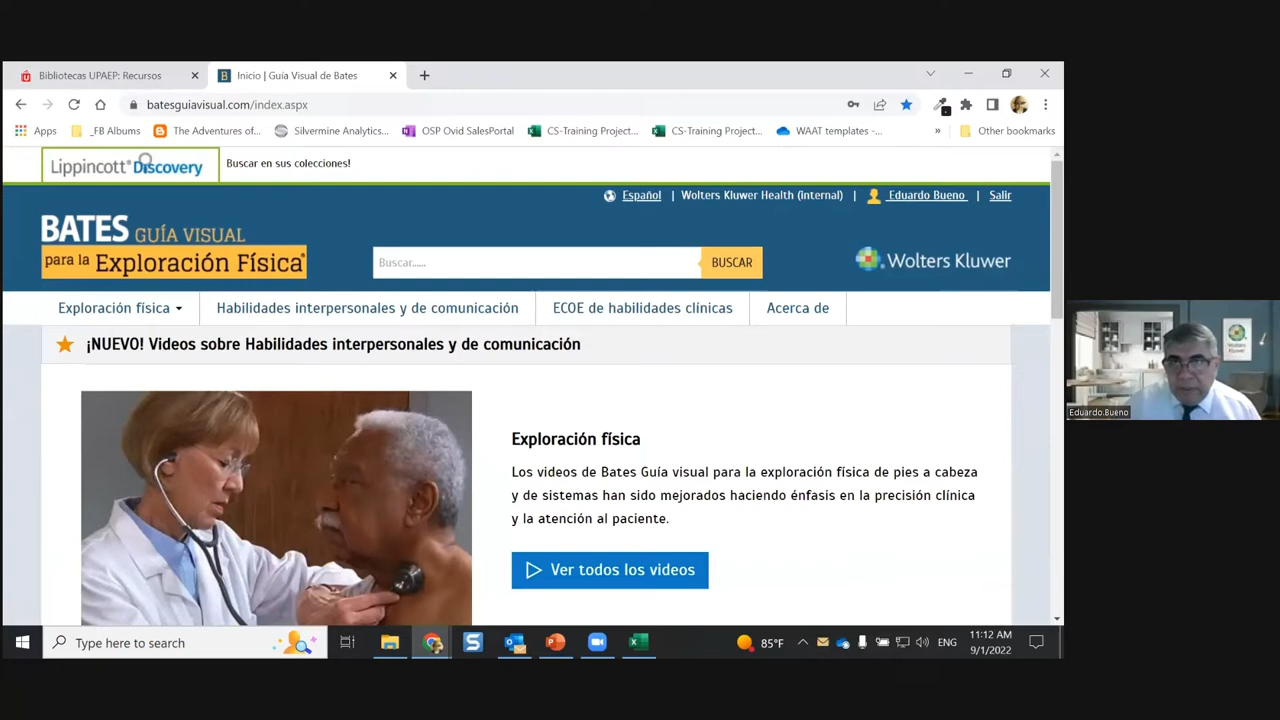 Bibliotecas UPAEP: Recursos
Inicio | Guía Visual de Bates
batesguiavisual.com/index.aspx
Apps
_FB Albums
The Adventures of...
Silvermine Analytics...
OSP Ovid SalesPortal
CS-Training Project...
CS-Training Project...
WAAT templates -...
»
Other bookmarks
Lippincott® Discovery
Buscar en sus colecciones!
Español | Wolters Kluwer Health (internal) | Eduardo Bueno | Salir
BATES GUÍA VISUAL
para la Exploración Física®
Buscar......
BUSCAR
Wolters Kluwer
Exploración física
Habilidades interpersonales y de comunicación
ECOE de habilidades clínicas
Acerca de
¡NUEVO! Videos sobre Habilidades interpersonales y de comunicación
Exploración física
Los videos de Bates Guía visual para la exploración física de pies a cabeza
y de sistemas han sido mejorados haciendo énfasis en la precisión clínica
y la atención al paciente.
Ver todos los videos
Wolters
Kluwer
Eduardo.Bueno
Type here to search
85°F
ENG
11:12 AM
9/1/2022